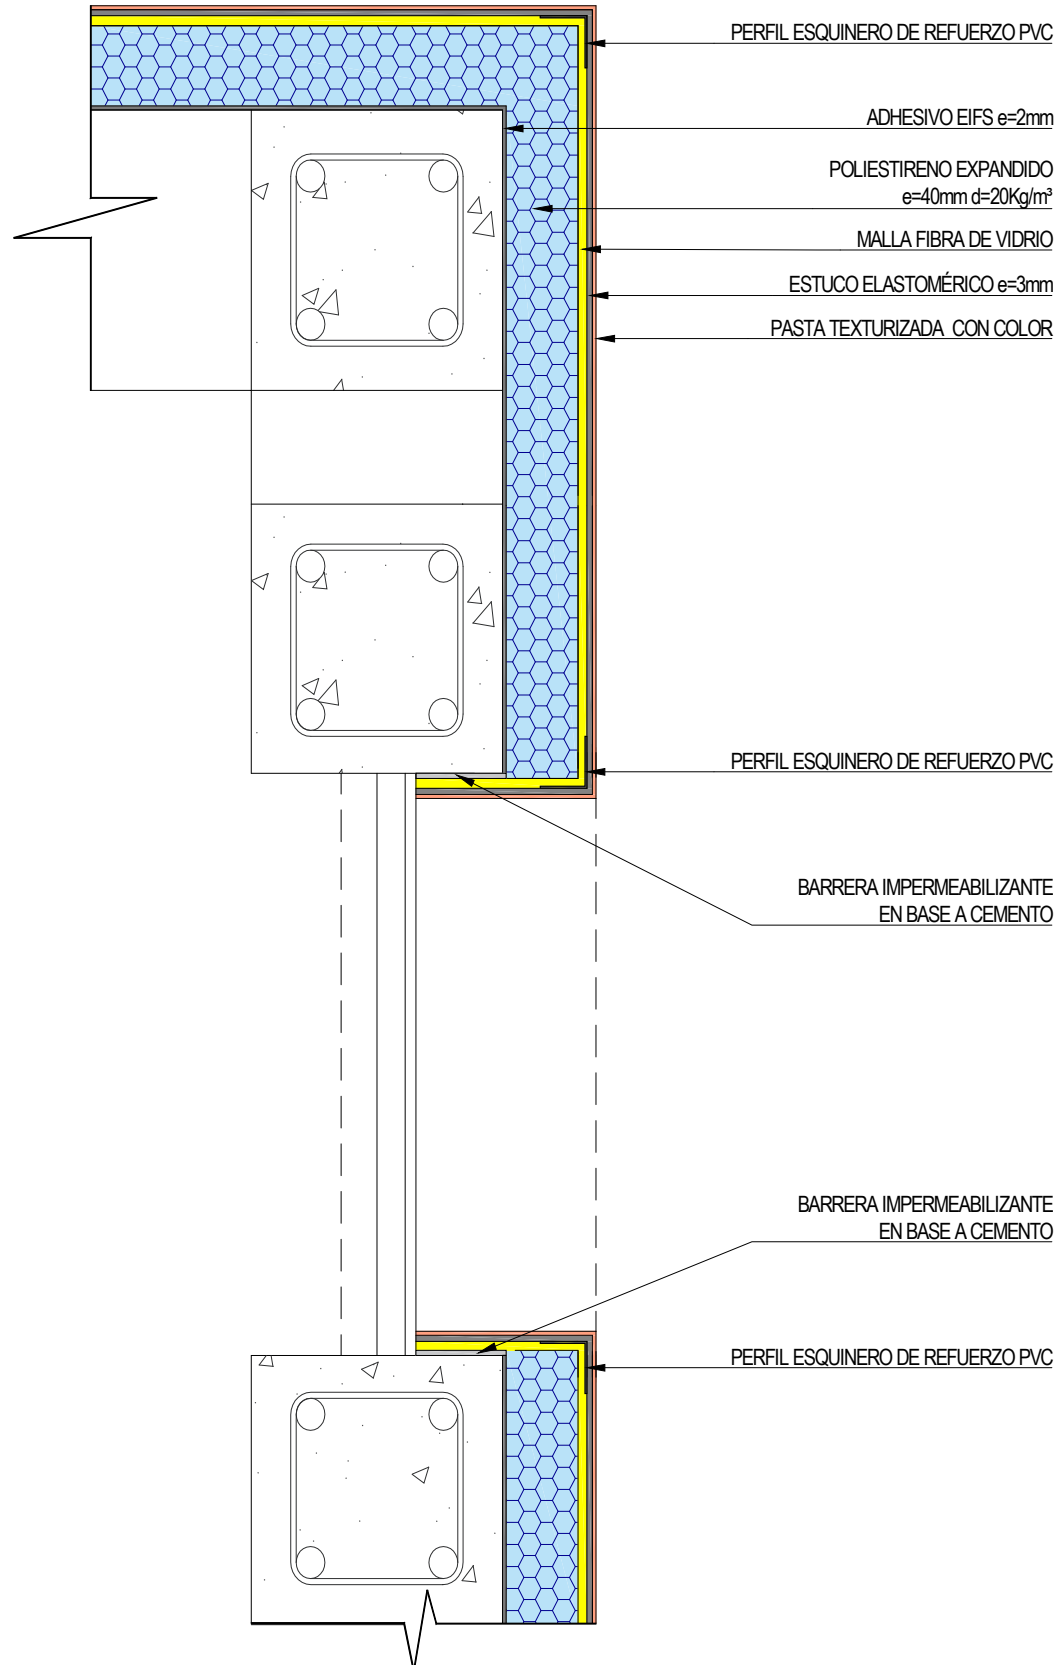 PERFIL ESQUINERO DE REFUERZO PVC
ADHESIVO EIFS e=2mm
POLIESTIRENO EXPANDIDO
e=40mm d=20Kg/m³
MALLA FIBRA DE VIDRIO
ESTUCO ELASTOMÉRICO e=3mm
PASTA TEXTURIZADA CON COLOR
PERFIL ESQUINERO DE REFUERZO PVC
BARRERA IMPERMEABILIZANTE
EN BASE A CEMENTO
BARRERA IMPERMEABILIZANTE
EN BASE A CEMENTO
PERFIL ESQUINERO DE REFUERZO PVC